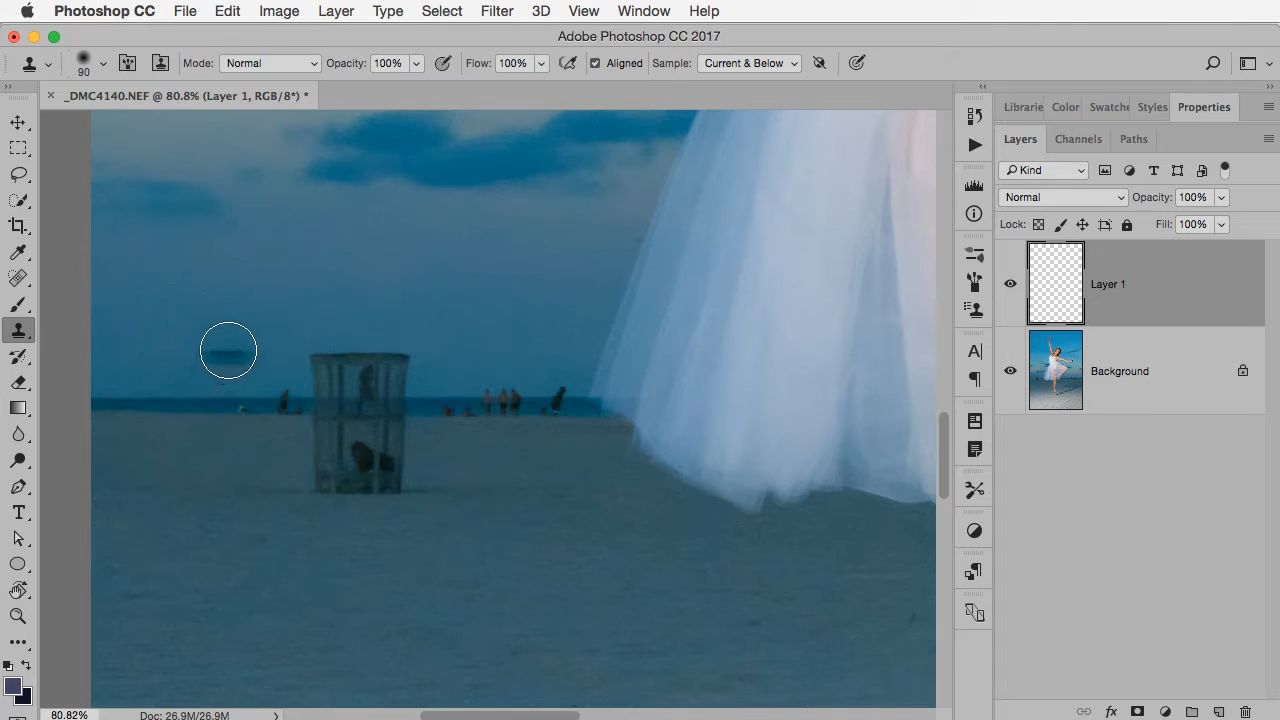 Photoshop CC File Edit Image Layer Type Select Filter 3D View Window Help
Adobe Photoshop CC 2017
90 Mode: Normal Opacity: 100% Flow: 100% Aligned Sample: Current & Below
_DMC4140.NEF @ 80.8% (Layer 1, RGB/8*) *
Librarie Color Swatche Styles Properties
Layers Channels Paths
Kind
Normal Opacity: 100%
Lock: Fill: 100%
Layer 1
Background
80.82% Doc: 26.9M/26.9M